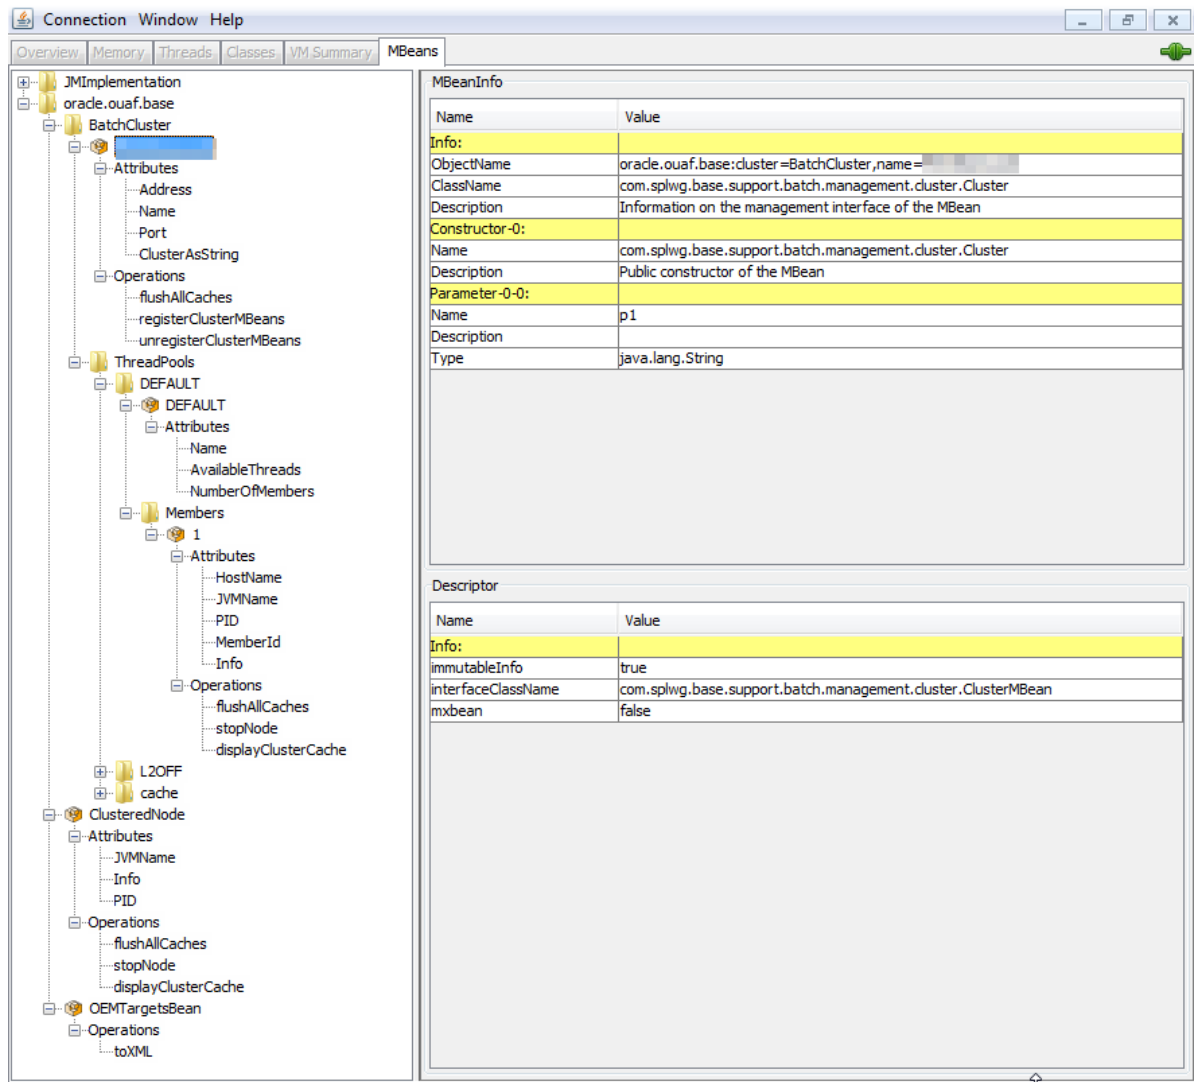 Connection Window Help
Overview Memory Threads Classes VM Summary MBeans
JMImplementation
oracle.ouaf.base
BatchCluster
Attributes
Address
Name
Port
ClusterAsString
Operations
flushAllCaches
registerClusterMBeans
unregisterClusterMBeans
ThreadPools
DEFAULT
DEFAULT
Attributes
Name
AvailableThreads
NumberOfMembers
Members
1
Attributes
HostName
JVMName
PID
MemberId
Info
Operations
flushAllCaches
stopNode
displayClusterCache
L2OFF
cache
ClusteredNode
Attributes
JVMName
Info
PID
Operations
flushAllCaches
stopNode
displayClusterCache
OEMTargetsBean
Operations
toXML
MBeanInfo
Name Value
Info:
ObjectName oracle.ouaf.base:cluster=BatchCluster,name=
ClassName com.splwg.base.support.batch.management.cluster.Cluster
Description Information on the management interface of the MBean
Constructor-0:
Name com.splwg.base.support.batch.management.cluster.Cluster
Description Public constructor of the MBean
Parameter-0-0:
Name p1
Description
Type java.lang.String
Descriptor
Name Value
Info:
immutableInfo true
interfaceClassName com.splwg.base.support.batch.management.cluster.ClusterMBean
mxbean false